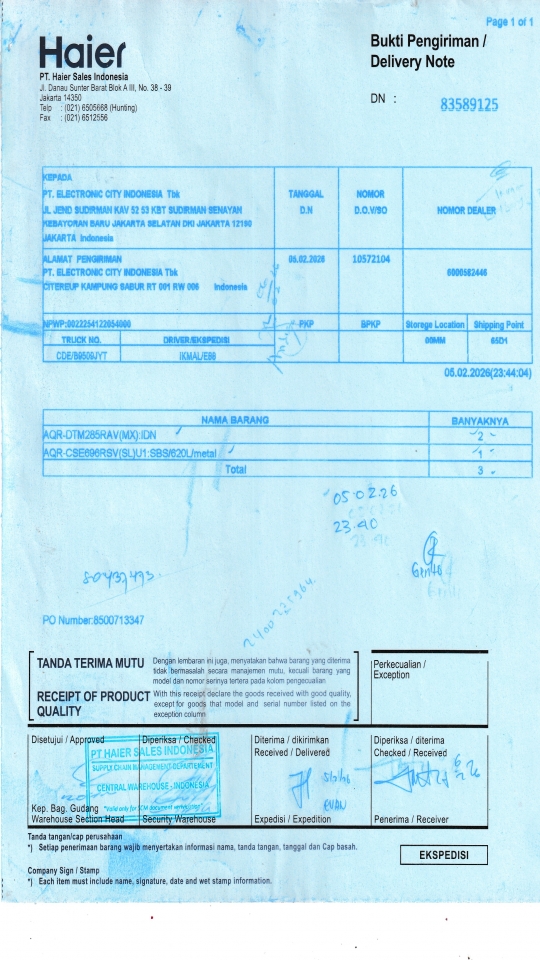 Page 1 of 1
Haier
Bukti Pengiriman /
Delivery Note
PT. Haier Sales Indonesia
Jl. Danau Sunter Barat Blok A III, No. 38 - 39
Jakarta 14350
Telp : (021) 6505668 (Hunting)
Fax : (021) 6512556
DN : 83589125
KEPADA
PT. ELECTRONIC CITY INDONESIA Tbk
JL JEND SUDIRMAN KAV 52 53 KBT SUDIRMAN SENAYAN
KEBAYORAN BARU JAKARTA SELATAN DKI JAKARTA 12190
JAKARTA Indonesia
TANGGAL
D.N
NOMOR
D.O.V/SO
NOMOR DEALER
ALAMAT PENGIRIMAN
PT. ELECTRONIC CITY INDONESIA Tbk
CITEREUP KAMPUNG SABUR RT 001 RW 006 Indonesia
05.02.2026
10572104
6000582446
NPWP:0022254122054000
PKP
BPKP
Storege Location
Shipping Point
TRUCK NO.
DRIVER/EKSPEDISI
00MM
65D1
CDE/B9509JYT
IKMAL/E88
05.02.2026(23:44:04)
NAMA BARANG BANYAKNYA
AQR-DTM285RAV(MX):IDN 2
AQR-CSE696RSV(SL)U1:SBS/620L/metal 1
Total 3
05.02.26
23.40
80437493
2400725964
PO Number:8500713347
TANDA TERIMA MUTU
Dengan lembaran ini juga, menyatakan bahwa barang yang diterima
tidak bermasalah secara manajemen mutu, kecuali barang yang
model dan nomor serinya tertera pada kolom pengecualian
RECEIPT OF PRODUCT
QUALITY
With this receipt declare the goods received with good quality,
except for goods that model and serial number listed on the
exception column
Perkecualian /
Exception
Disetujui / Approved
Diperiksa / Checked
Diterima / dikirimkan
Received / Delivered
Diperiksa / diterima
Checked / Received
PT HAIER SALES INDONESIA
SUPPLY CHAIN MANAGEMENT DEPARTEMENT
CENTRAL WAREHOUSE - INDONESIA
*Valid only for SCM document verification*
Kep. Bag. Gudang
Warehouse Section Head
Security Warehouse
Expedisi / Expedition
Penerima / Receiver
Tanda tangan/cap perusahaan
*) Setiap penerimaan barang wajib menyertakan informasi nama, tanda tangan, tanggal dan Cap basah.
EKSPEDISI
Company Sign / Stamp
*) Each item must include name, signature, date and wet stamp information.